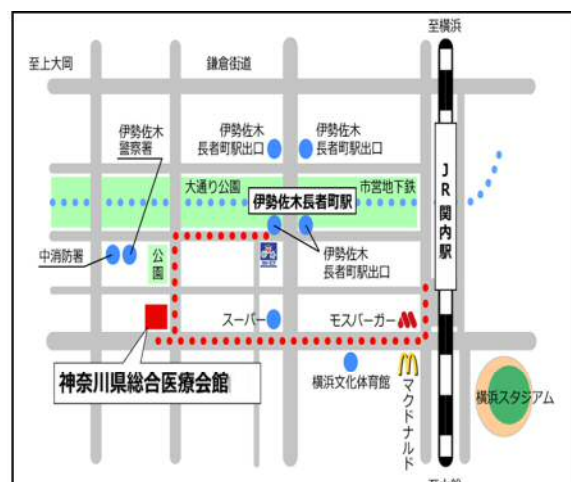 至横浜
至上大岡
鎌倉街道
伊勢佐木
警察署
伊勢佐木
長者町駅出口
伊勢佐木
長者町駅出口
JR関内駅
大通り公園
市営地下鉄
伊勢佐木長者町駅
中消防署
公園
伊勢佐木
長者町駅出口
スーパー
モスバーガー
神奈川県総合医療会館
横浜文化体育館
マクドナルド
横浜スタジアム